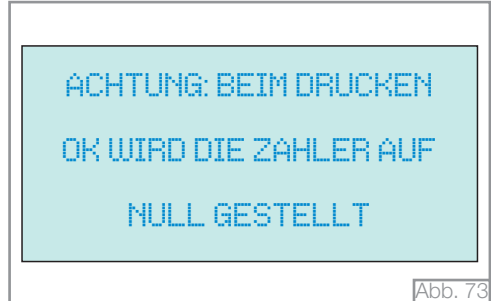 ACHTUNG: BEIM DRUCKEN
OK WIRD DIE ZAHLER AUF
NULL GESTELLT
Abb. 73